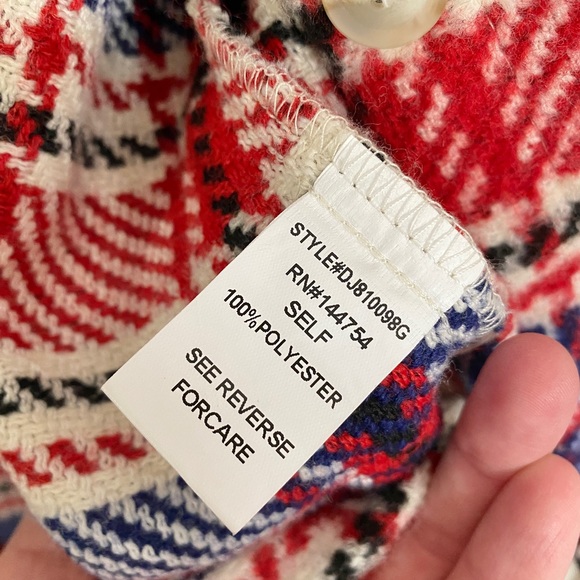 STYLE#DJ810098G
RN#144754
SELF
100%POLYESTER
SEE REVERSE
FORCARE